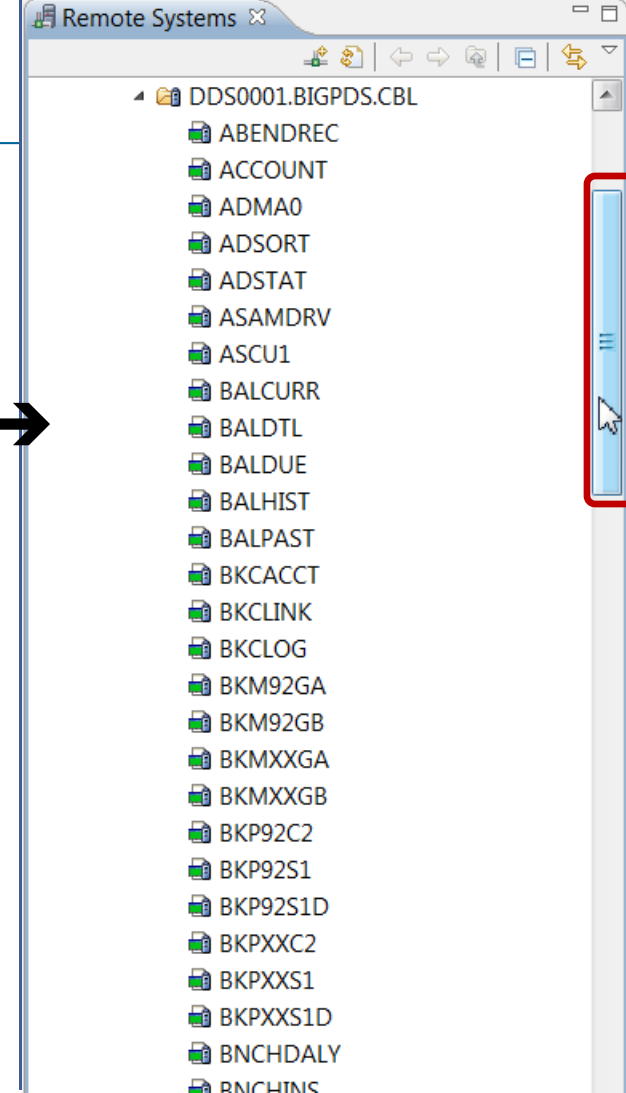 Remote Systems
DDS0001.BIGPDS.CBL
ABENDREC
ACCOUNT
ADMA0
ADSORT
ADSTAT
ASAMDRV
ASCU1
BALCURR
BALDTL
BALDUE
BALHIST
BALPAST
BKCACCT
BKCLINK
BKCLOG
BKM92GA
BKM92GB
BKMXXGA
BKMXXGB
BKP92C2
BKP92S1
BKP92S1D
BKPXXC2
BKPXXS1
BKPXXS1D
BNCHDALY
BNCHINS